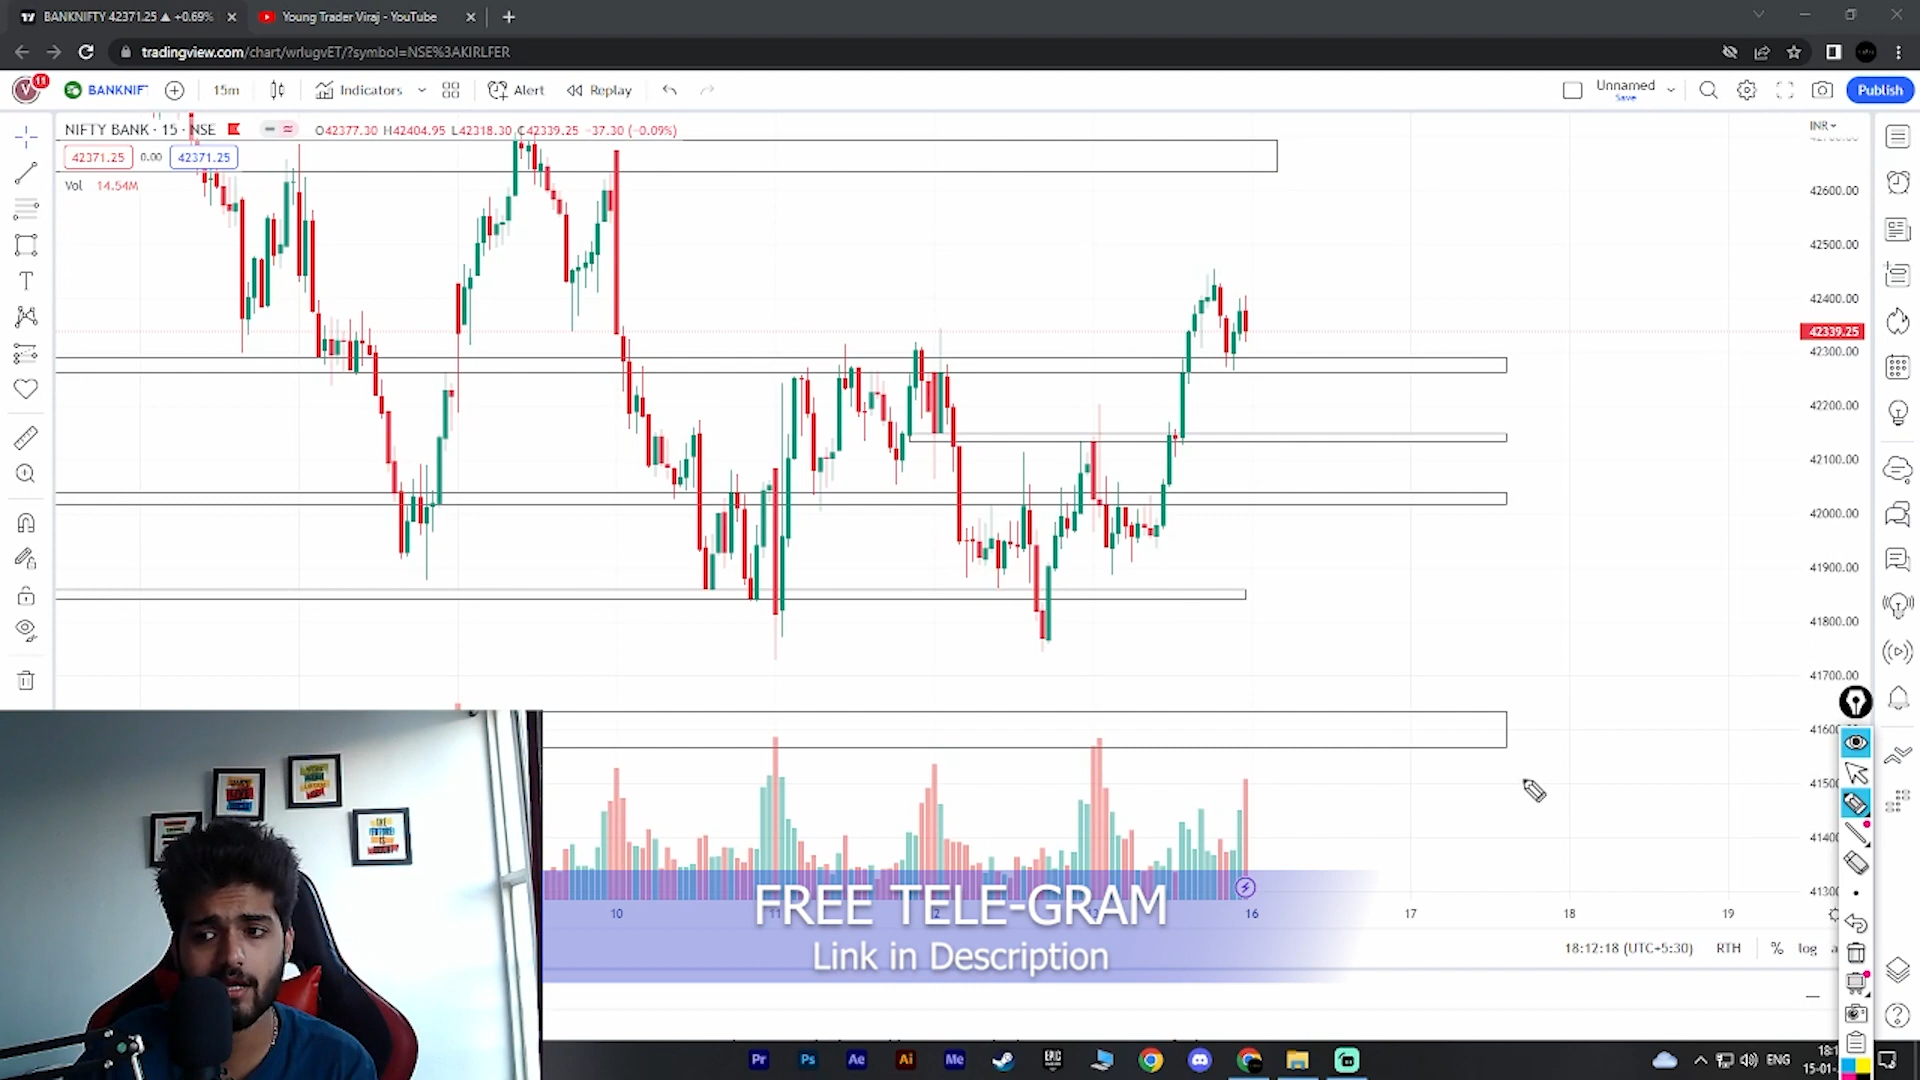 BANKNIFTY 42371.25 ▲ +0.69%
Young Trader Viraj - YouTube
tradingview.com/chart/wrlugvET/?symbol=NSE%3AKIRLFER
11
V
BANKNIF
15m
Indicators
Alert
Replay
Unnamed
Save
Publish
NIFTY BANK · 15 · NSE
O42377.30 H42404.95 L42318.30 C42339.25 -37.30 (-0.09%)
INR
42371.25
0.00
42371.25
Vol 14.54M
42600.00
42500.00
42400.00
42339.25
42300.00
42200.00
42100.00
42000.00
41900.00
41800.00
41700.00
FREE TELE-GRAM
Link in Description
10
11
16
17
18
19
18:12:18 (UTC+5:30)
RTH
%
log
Pr
Ps
Ae
Ai
Me
EPIC
ENG